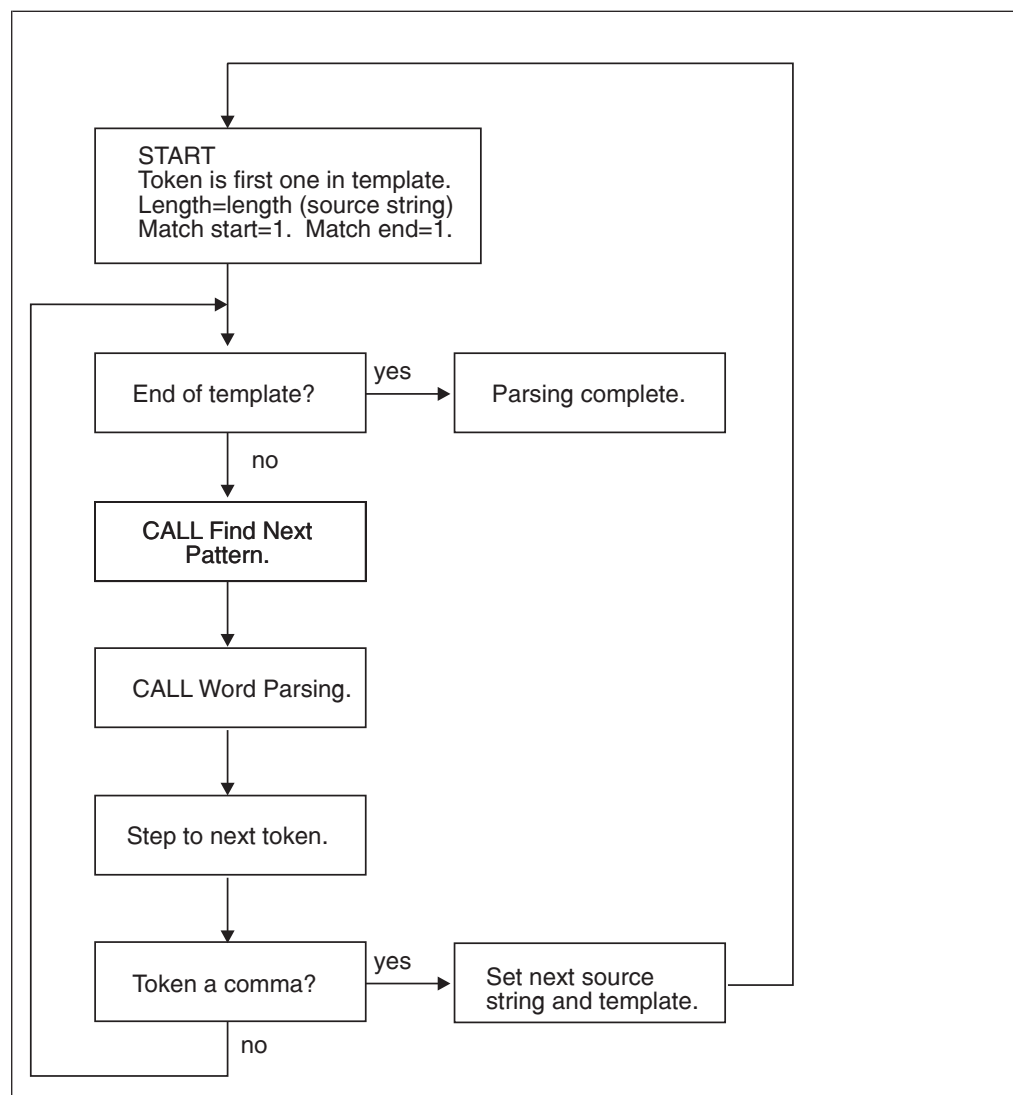 START
Token is first one in template.
Length=length (source string)
Match start=1.  Match end=1.
End of template?
yes
Parsing complete.
no
CALL Find Next
Pattern.
CALL Word Parsing.
Step to next token.
Token a comma?
yes
Set next source
string and template.
no